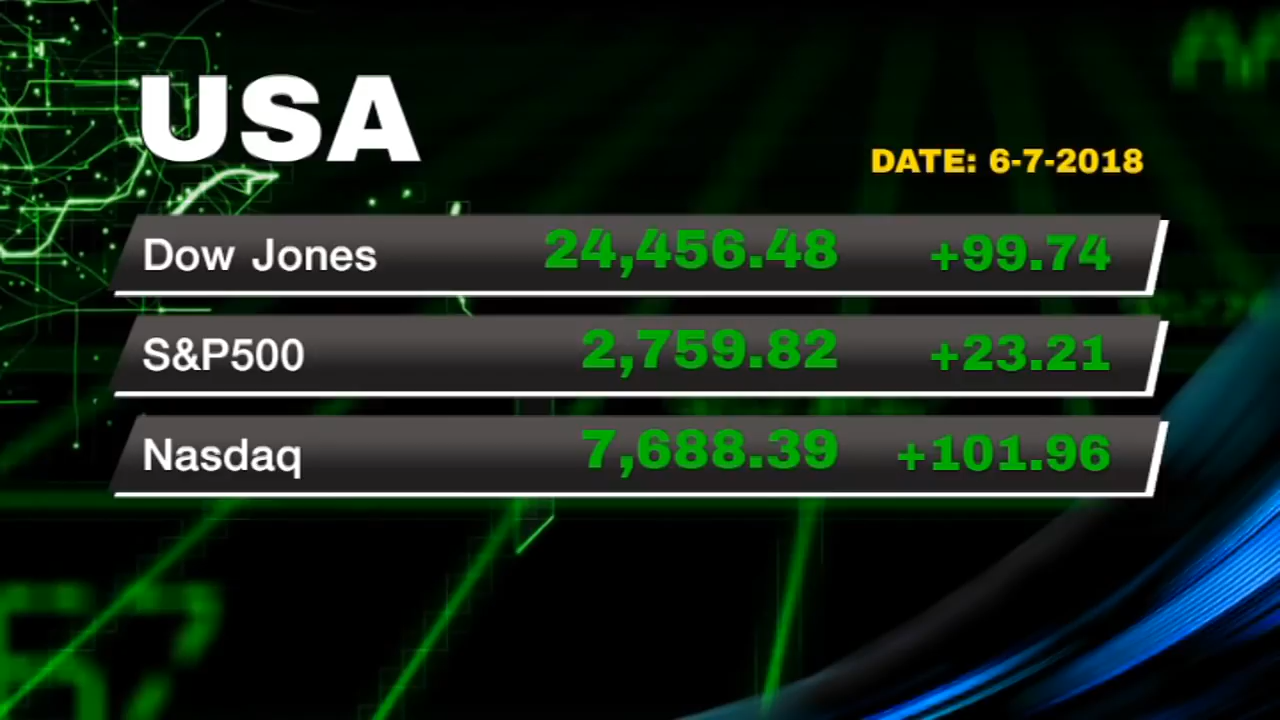 USA
DATE: 6-7-2018
Dow Jones 24,456.48 +99.74
S&P500 2,759.82 +23.21
Nasdaq 7,688.39 +101.96